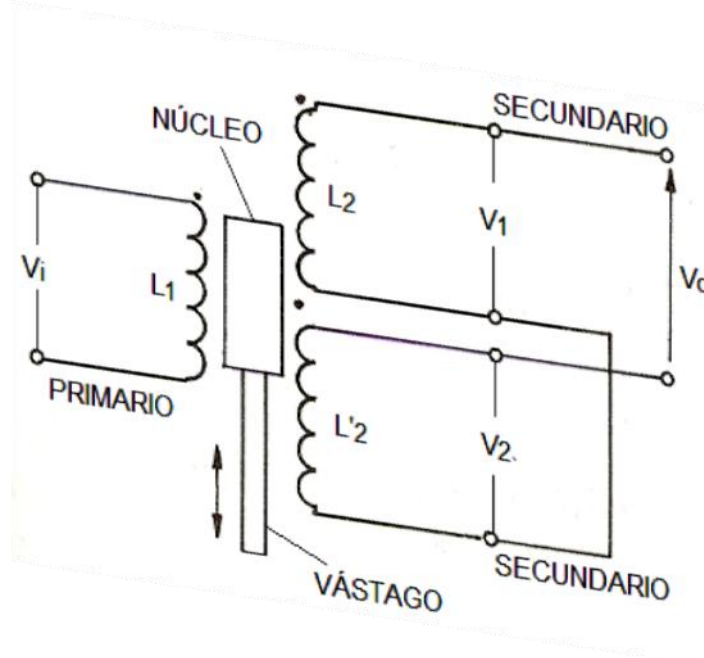 SECUNDARIO
NÚCLEO
L2
V1
Vi
L1
PRIMARIO
L'2
V2.
SECUNDARIO
VÁSTAGO